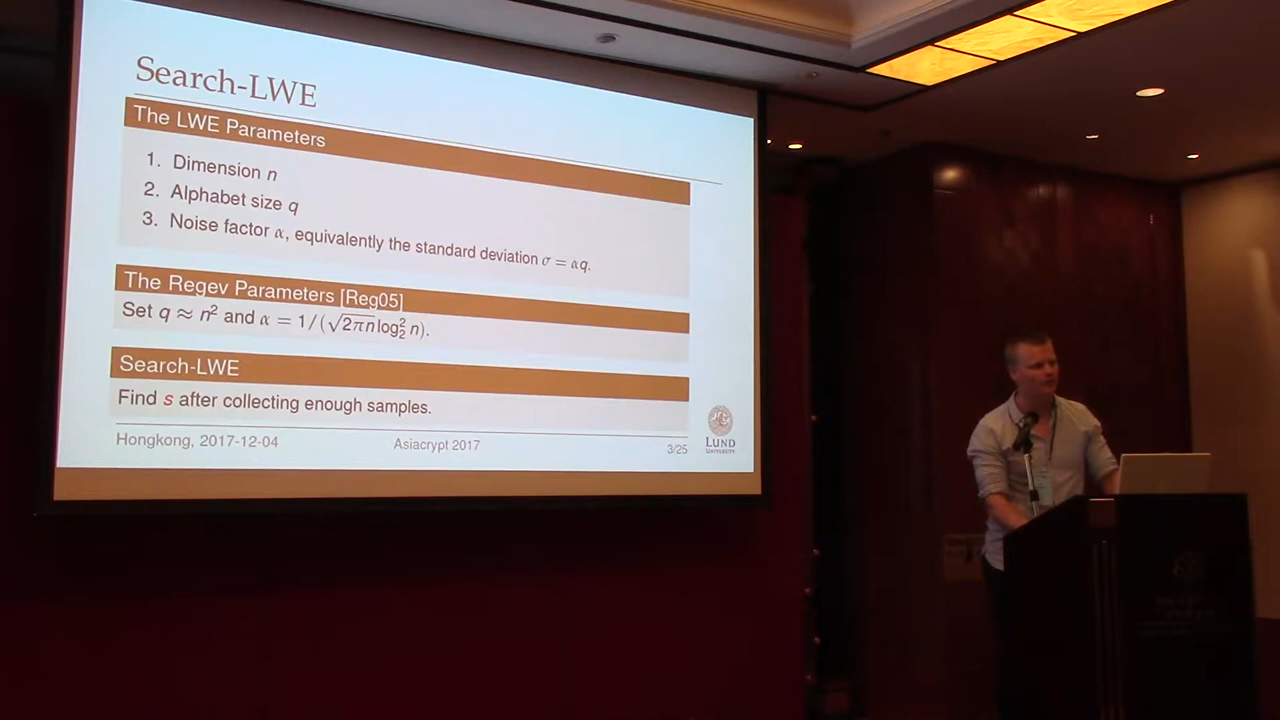 Search-LWE
The LWE Parameters
1. Dimension n
2. Alphabet size q
3. Noise factor α, equivalently the standard deviation σ = αq.
The Regev Parameters [Reg05]
Set q ≈ n² and α = 1/(√2πn log₂² n).
Search-LWE
Find s after collecting enough samples.
Hongkong, 2017-12-04
Asiacrypt 2017
3/25
LUND
UNIVERSITY